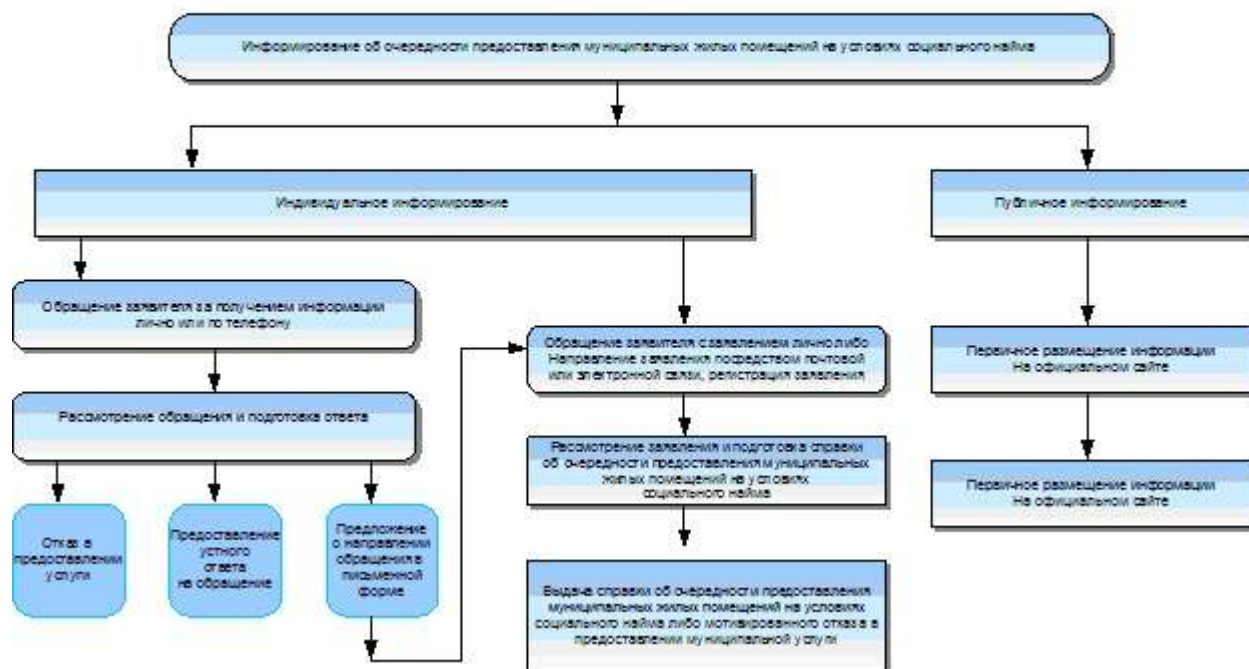 Информирование об очередности предоставления муниципальных жилых помещений на условиях социального найма
Индивидуальное информирование
Публичное информирование
Обращение заявителя за получением информации
лично или по телефону
Рассмотрение обращения и подготовка ответа
Отказ в
предоставлении
услуги
Предоставление
устного
ответа
на обращение
Предложение
о направлении
обращения в
письменной
форме
Обращение заявителя с заявлением лично либо
Направление заявления посредством почтовой
или электронной связи, регистрация заявления
Рассмотрение заявления и подготовка справки
об очередности предоставления муниципальных
жилых помещений на условиях
социального найма
Выдача справки об очередности предоставления
муниципальных жилых помещений на условиях
социального найма либо мотивированного отказа в
предоставлении муниципальной услуги
Первичное размещение информации
На официальном сайте
Первичное размещение информации
На официальном сайте